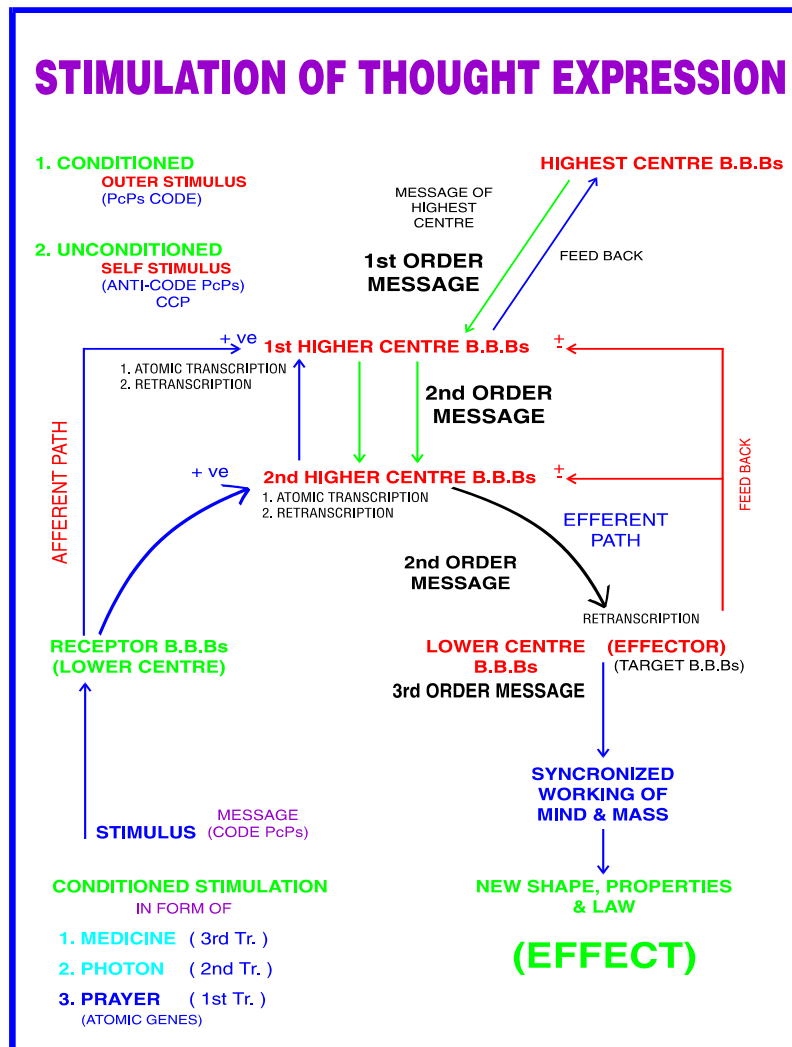 STIMULATION OF THOUGHT EXPRESSION
1. CONDITIONED
OUTER STIMULUS
(PcPs CODE)
2. UNCONDITIONED
SELF STIMULUS
(ANTI-CODE PcPs)
CCP
HIGHEST CENTRE B.B.Bs
MESSAGE OF
HIGHEST
CENTRE
1st ORDER
MESSAGE
FEED BACK
+ ve
1st HIGHER CENTRE B.B.Bs
+
-
1. ATOMIC TRANSCRIPTION
2. RETRANSCRIPTION
2nd ORDER
MESSAGE
AFFERENT PATH
+ ve
2nd HIGHER CENTRE B.B.Bs
+
-
1. ATOMIC TRANSCRIPTION
2. RETRANSCRIPTION
FEED BACK
EFFERENT
PATH
2nd ORDER
MESSAGE
RETRANSCRIPTION
RECEPTOR B.B.Bs
(LOWER CENTRE)
LOWER CENTRE
B.B.Bs
(EFFECTOR)
(TARGET B.B.Bs)
3rd ORDER MESSAGE
SYNCRONIZED
WORKING OF
MIND & MASS
STIMULUS
MESSAGE
(CODE PcPs)
CONDITIONED STIMULATION
IN FORM OF
1. MEDICINE ( 3rd Tr. )
2. PHOTON ( 2nd Tr. )
3. PRAYER ( 1st Tr. )
(ATOMIC GENES)
NEW SHAPE, PROPERTIES
& LAW
(EFFECT)